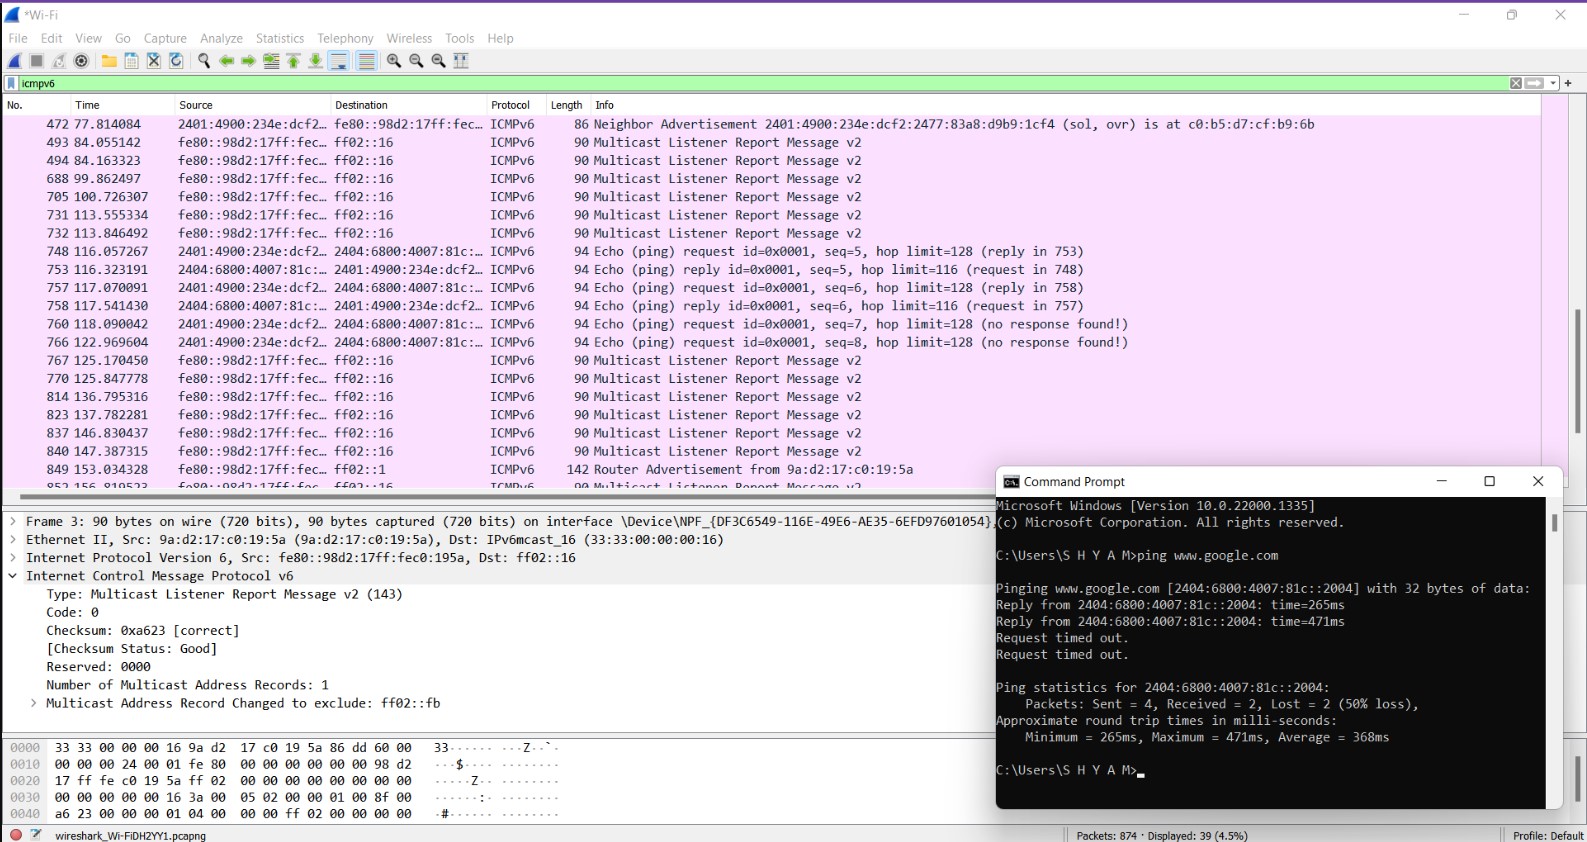 *Wi-Fi
File Edit View Go Capture Analyze Statistics Telephony Wireless Tools Help
icmpv6
No. Time Source Destination Protocol Length Info
472 77.814084 2401:4900:234e:dcf2… fe80::98d2:17ff:fec… ICMPv6 86 Neighbor Advertisement 2401:4900:234e:dcf2:2477:83a8:d9b9:1cf4 (sol, ovr) is at c0:b5:d7:cf:b9:6b
493 84.055142 fe80::98d2:17ff:fec… ff02::16 ICMPv6 90 Multicast Listener Report Message v2
494 84.163323 fe80::98d2:17ff:fec… ff02::16 ICMPv6 90 Multicast Listener Report Message v2
688 99.862497 fe80::98d2:17ff:fec… ff02::16 ICMPv6 90 Multicast Listener Report Message v2
705 100.726307 fe80::98d2:17ff:fec… ff02::16 ICMPv6 90 Multicast Listener Report Message v2
731 113.555334 fe80::98d2:17ff:fec… ff02::16 ICMPv6 90 Multicast Listener Report Message v2
732 113.846492 fe80::98d2:17ff:fec… ff02::16 ICMPv6 90 Multicast Listener Report Message v2
748 116.057267 2401:4900:234e:dcf2… 2404:6800:4007:81c:… ICMPv6 94 Echo (ping) request id=0x0001, seq=5, hop limit=128 (reply in 753)
753 116.323191 2404:6800:4007:81c:… 2401:4900:234e:dcf2… ICMPv6 94 Echo (ping) reply id=0x0001, seq=5, hop limit=116 (request in 748)
757 117.070091 2401:4900:234e:dcf2… 2404:6800:4007:81c:… ICMPv6 94 Echo (ping) request id=0x0001, seq=6, hop limit=128 (reply in 758)
758 117.541430 2404:6800:4007:81c:… 2401:4900:234e:dcf2… ICMPv6 94 Echo (ping) reply id=0x0001, seq=6, hop limit=116 (request in 757)
760 118.090042 2401:4900:234e:dcf2… 2404:6800:4007:81c:… ICMPv6 94 Echo (ping) request id=0x0001, seq=7, hop limit=128 (no response found!)
766 122.969604 2401:4900:234e:dcf2… 2404:6800:4007:81c:… ICMPv6 94 Echo (ping) request id=0x0001, seq=8, hop limit=128 (no response found!)
767 125.170450 fe80::98d2:17ff:fec… ff02::16 ICMPv6 90 Multicast Listener Report Message v2
770 125.847778 fe80::98d2:17ff:fec… ff02::16 ICMPv6 90 Multicast Listener Report Message v2
814 136.795316 fe80::98d2:17ff:fec… ff02::16 ICMPv6 90 Multicast Listener Report Message v2
823 137.782281 fe80::98d2:17ff:fec… ff02::16 ICMPv6 90 Multicast Listener Report Message v2
837 146.830437 fe80::98d2:17ff:fec… ff02::16 ICMPv6 90 Multicast Listener Report Message v2
840 147.387315 fe80::98d2:17ff:fec… ff02::16 ICMPv6 90 Multicast Listener Report Message v2
849 153.034328 fe80::98d2:17ff:fec… ff02::1 ICMPv6 142 Router Advertisement from 9a:d2:17:c0:19:5a
Frame 3: 90 bytes on wire (720 bits), 90 bytes captured (720 bits) on interface \Device\NPF_{DF3C6549-116E-49E6-AE35-6EFD97601054},
Ethernet II, Src: 9a:d2:17:c0:19:5a (9a:d2:17:c0:19:5a), Dst: IPv6mcast_16 (33:33:00:00:00:16)
Internet Protocol Version 6, Src: fe80::98d2:17ff:fec0:195a, Dst: ff02::16
Internet Control Message Protocol v6
Type: Multicast Listener Report Message v2 (143)
Code: 0
Checksum: 0xa623 [correct]
[Checksum Status: Good]
Reserved: 0000
Number of Multicast Address Records: 1
Multicast Address Record Changed to exclude: ff02::fb
0000 33 33 00 00 00 16 9a d2 17 c0 19 5a 86 dd 60 00 33······ ···Z··`·
0010 00 00 00 24 00 01 fe 80 00 00 00 00 00 00 98 d2 ···$···· ········
0020 17 ff fe c0 19 5a ff 02 00 00 00 00 00 00 00 00 ·····Z·· ········
0030 00 00 00 00 00 16 3a 00 05 02 00 00 01 00 8f 00 ······:· ········
0040 a6 23 00 00 00 01 04 00 00 00 ff 02 00 00 00 00 ·#······ ········
Command Prompt
Microsoft Windows [Version 10.0.22000.1335]
(c) Microsoft Corporation. All rights reserved.
C:\Users\S H Y A M>ping www.google.com
Pinging www.google.com [2404:6800:4007:81c::2004] with 32 bytes of data:
Reply from 2404:6800:4007:81c::2004: time=265ms
Reply from 2404:6800:4007:81c::2004: time=471ms
Request timed out.
Request timed out.
Ping statistics for 2404:6800:4007:81c::2004:
Packets: Sent = 4, Received = 2, Lost = 2 (50% loss),
Approximate round trip times in milli-seconds:
Minimum = 265ms, Maximum = 471ms, Average = 368ms
C:\Users\S H Y A M>
wireshark_Wi-FiDH2YY1.pcapng
Packets: 874 · Displayed: 39 (4.5%)
Profile: Default